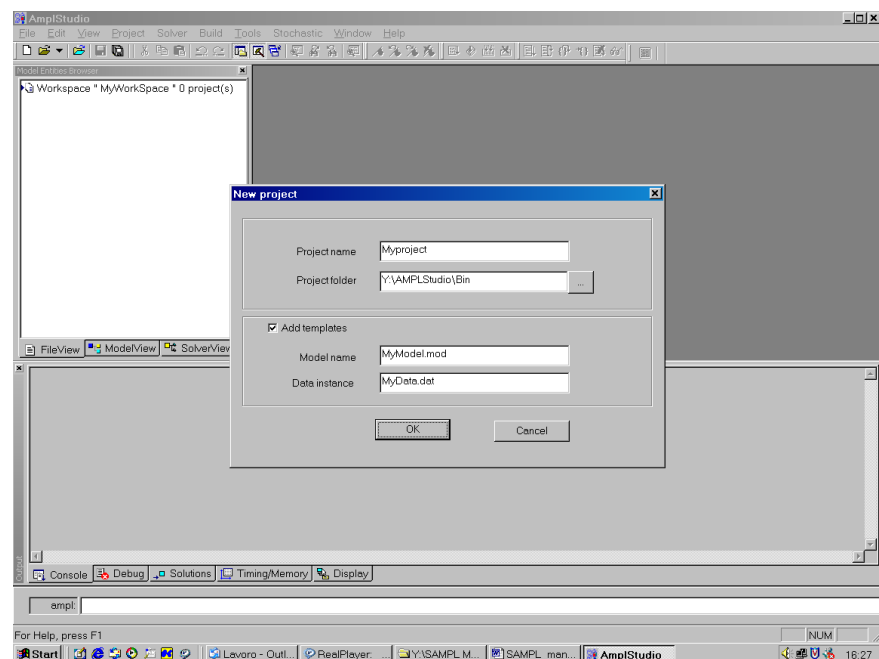 AmplStudio
File Edit View Project Solver Build Tools Stochastic Window Help
Model Entities Browser
Workspace " MyWorkSpace " 0 project(s)
New project
Project name Myproject
Project folder Y:\AMPLStudio\Bin ...
Add templates
Model name MyModel.mod
Data instance MyData.dat
OK Cancel
FileView ModelView SolverView
Output
Console Debug Solutions Timing/Memory Display
ampl:
For Help, press F1 NUM
Start Lavoro - Outl... RealPlayer: ... Y:\SAMPL M... SAMPL man... AmplStudio 16:27